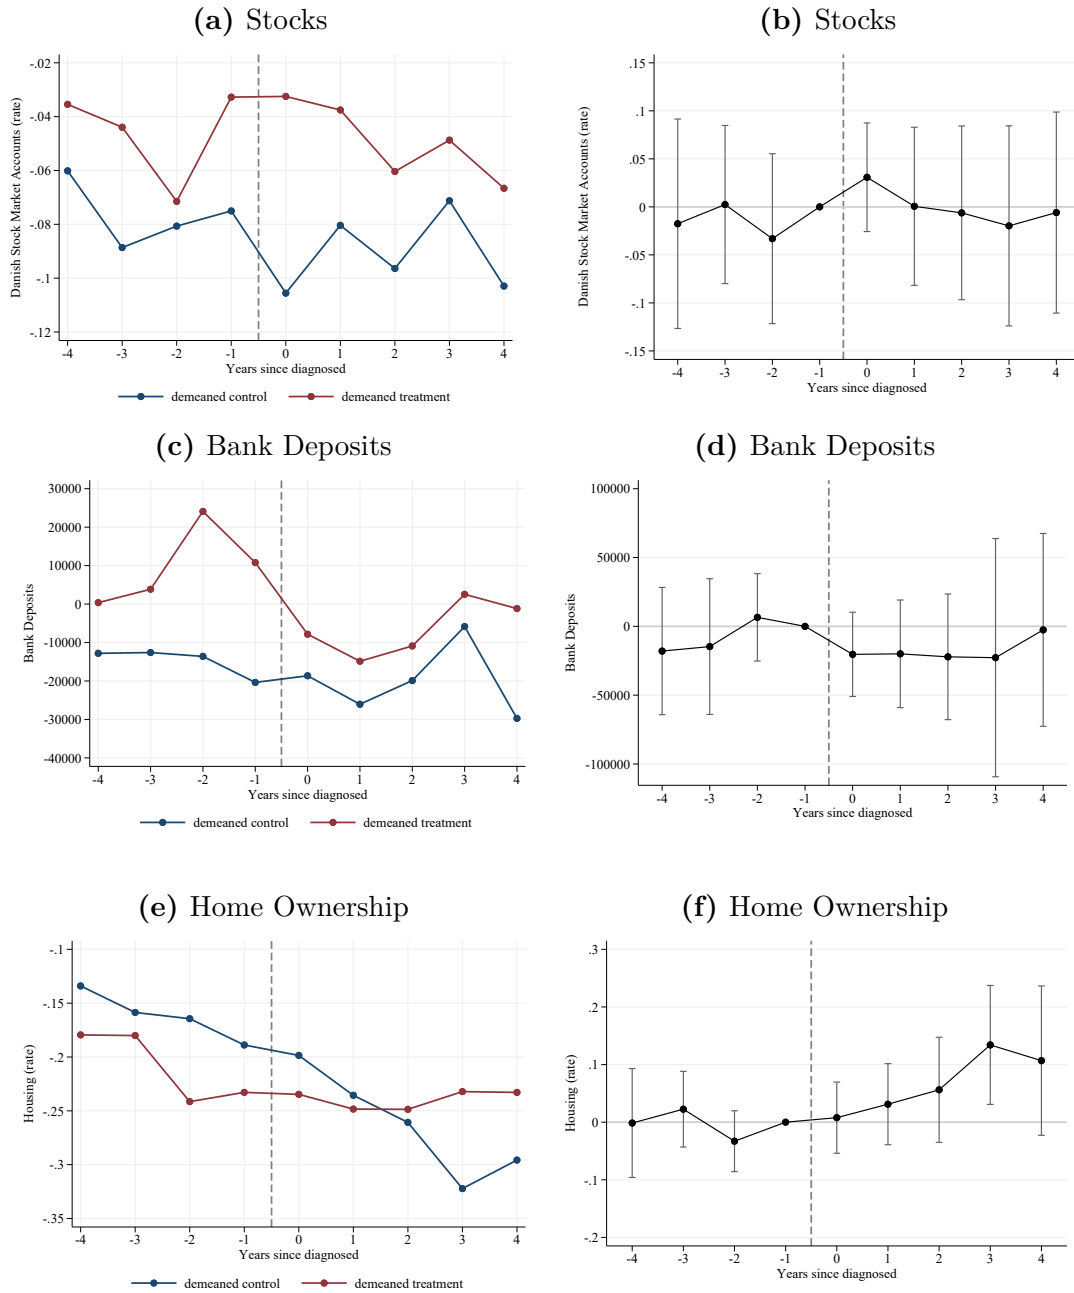 (a) Stocks
Danish Stock Market Accounts (rate)
-.02
-.04
-.06
-.08
-.1
-.12
-4 -3 -2 -1 0 1 2 3 4
Years since diagnosed
demeaned control demeaned treatment
(b) Stocks
Danish Stock Market Accounts (rate)
.15
.1
.05
0
-.05
-.1
-.15
-4 -3 -2 -1 0 1 2 3 4
Years since diagnosed
(c) Bank Deposits
Bank Deposits
30000
20000
10000
0
-10000
-20000
-30000
-40000
-4 -3 -2 -1 0 1 2 3 4
Years since diagnosed
demeaned control demeaned treatment
(d) Bank Deposits
Bank Deposits
100000
50000
0
-50000
-100000
-4 -3 -2 -1 0 1 2 3 4
Years since diagnosed
(e) Home Ownership
Housing (rate)
-.1
-.15
-.2
-.25
-.3
-.35
-4 -3 -2 -1 0 1 2 3 4
Years since diagnosed
demeaned control demeaned treatment
(f) Home Ownership
Housing (rate)
.3
.2
.1
0
-.1
-.2
-4 -3 -2 -1 0 1 2 3 4
Years since diagnosed